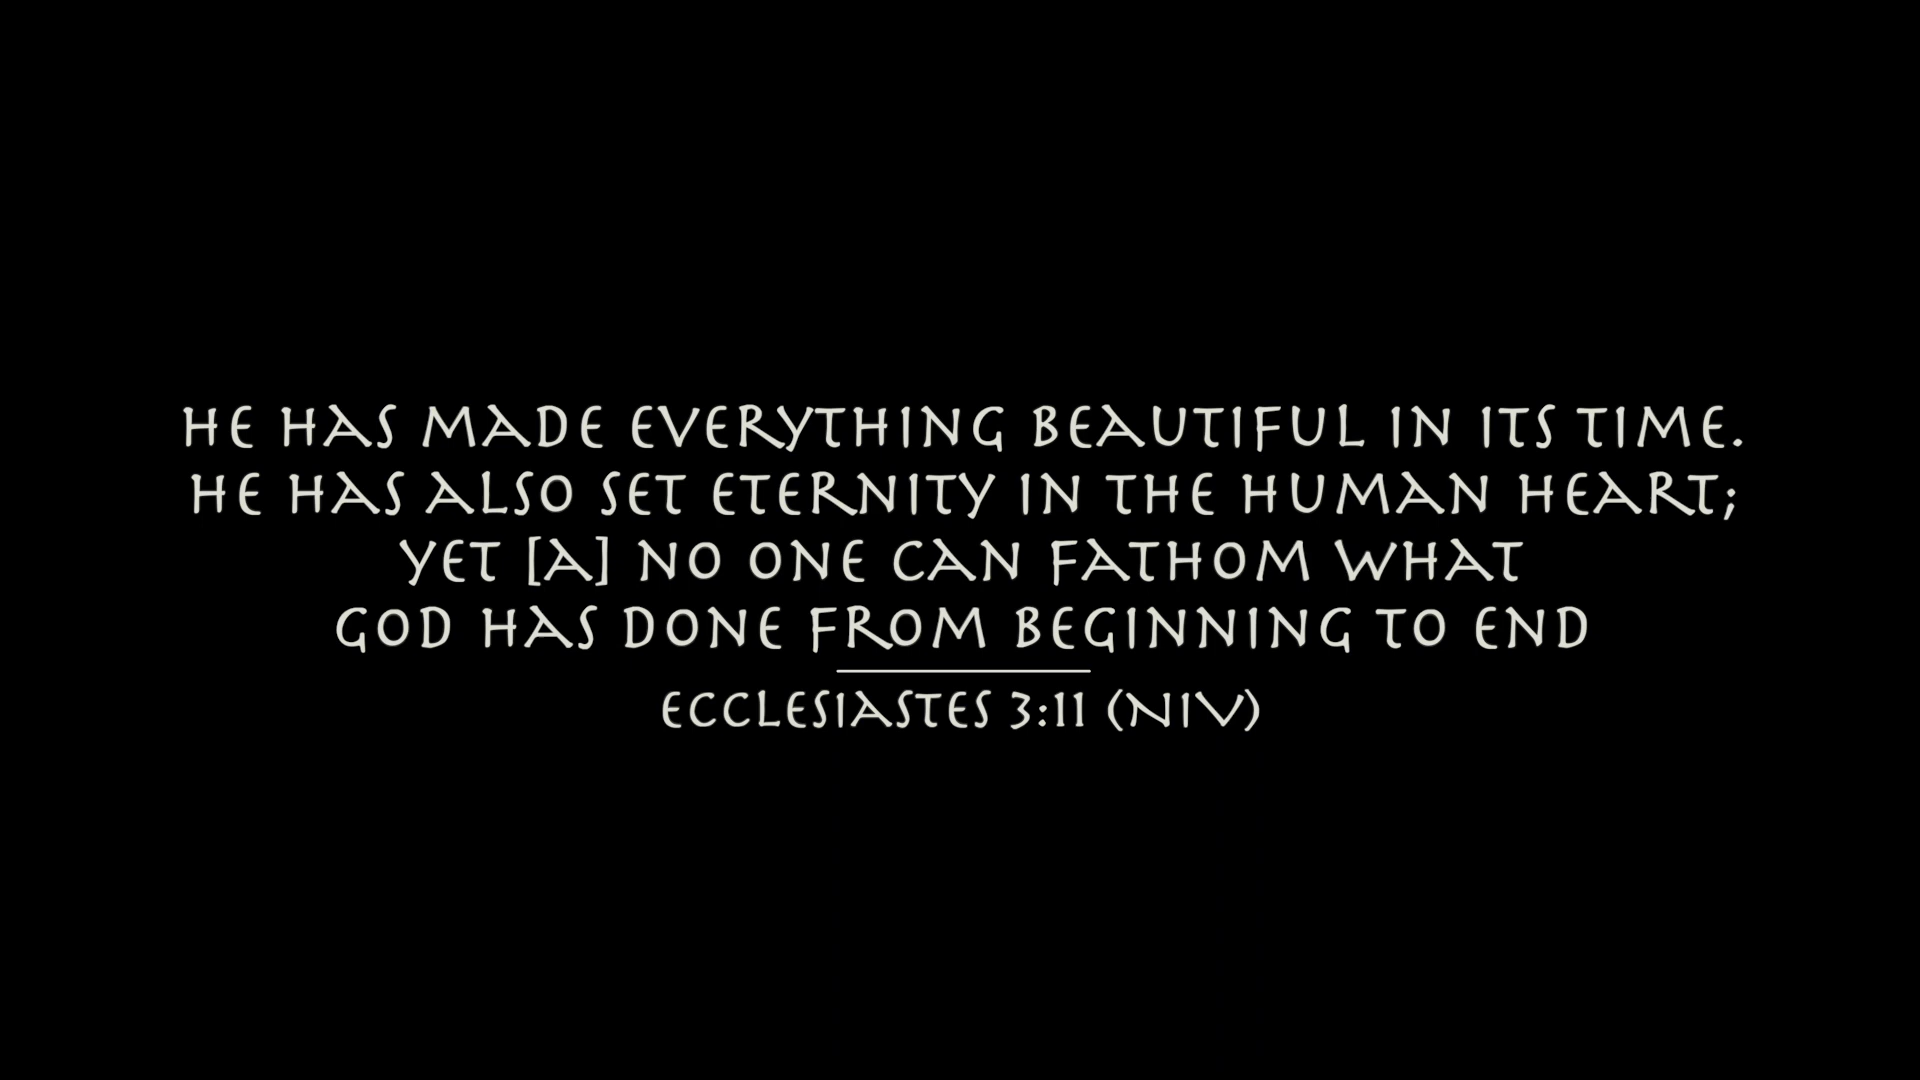 HE HAS MADE EVERYTHING BEAUTIFUL IN ITS TIME.
HE HAS ALSO SET ETERNITY IN THE HUMAN HEART;
YET [A] NO ONE CAN FATHOM WHAT
GOD HAS DONE FROM BEGINNING TO END
ECCLESIASTES 3:11 (NIV)